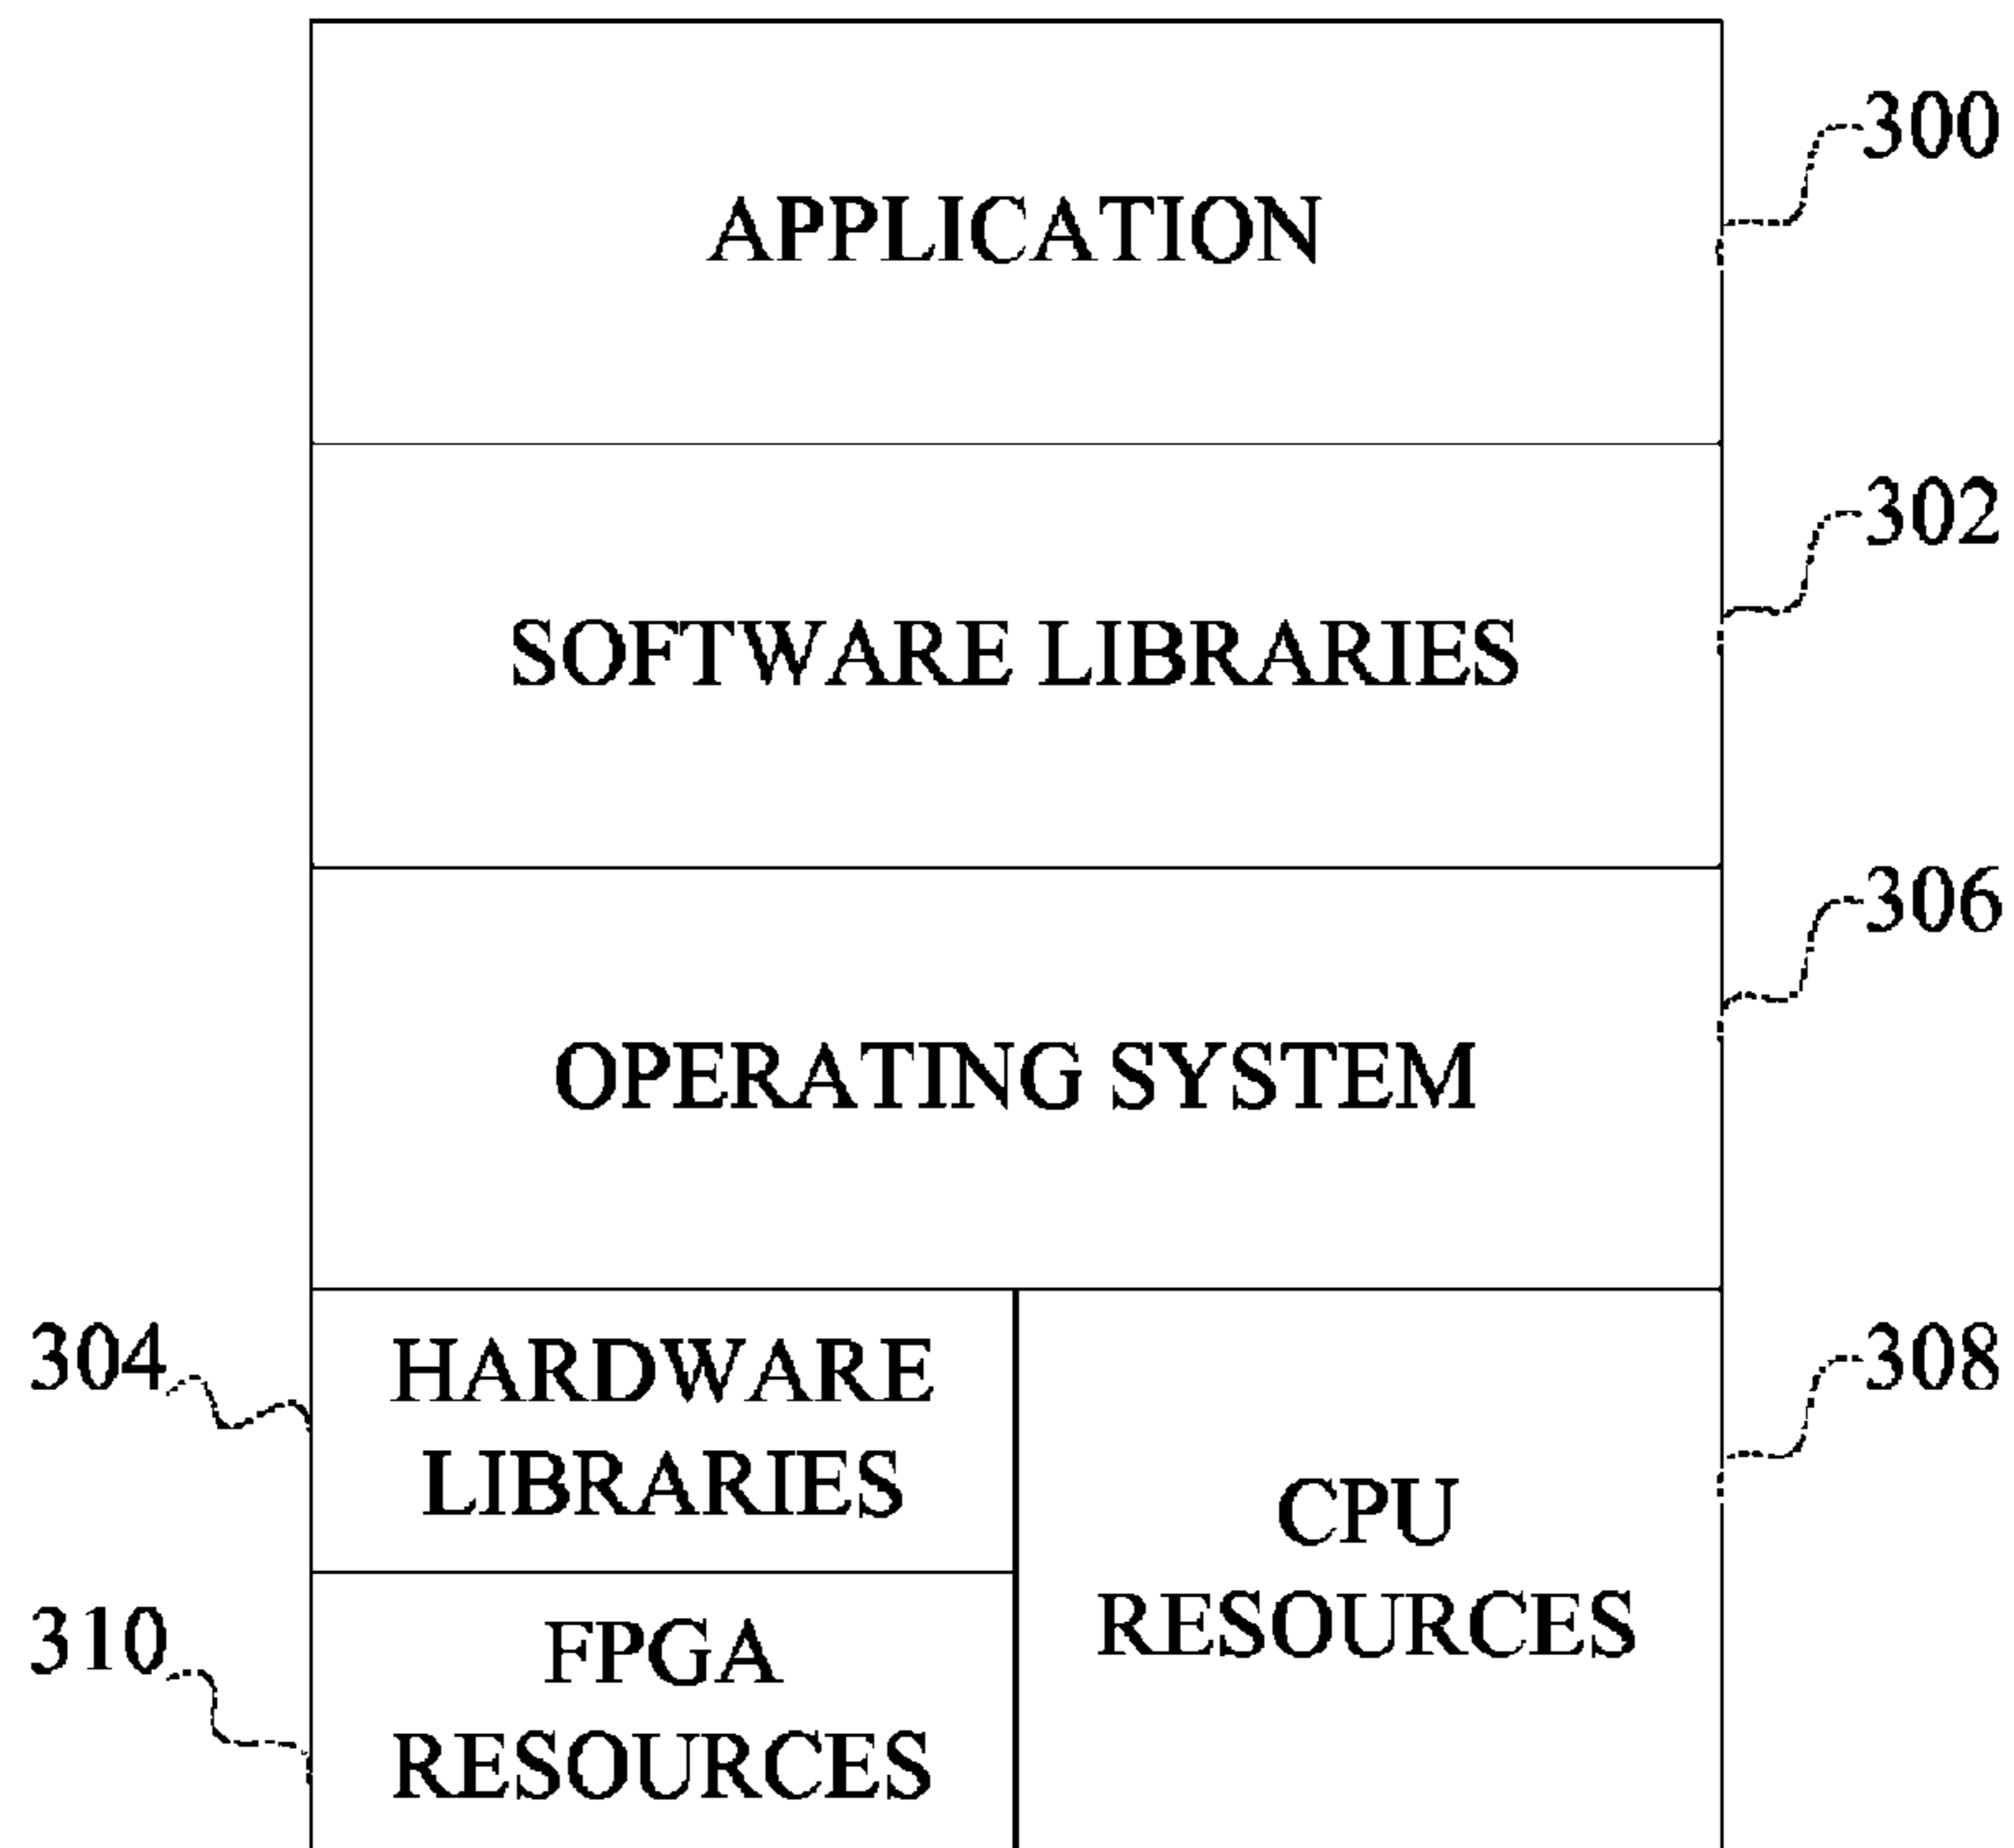 300
APPLICATION
302
SOFTWARE LIBRARIES
306
OPERATING SYSTEM
304
HARDWARE
LIBRARIES
308
CPU
RESOURCES
310
FPGA
RESOURCES